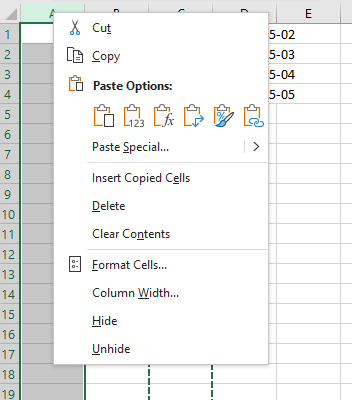 A B C D E
1 5-02
2 5-03
3 5-04
4 5-05
5
6
7
8
9
10
11
12
13
14
15
16
17
18
19
Cut
Copy
Paste Options:
123 fx
Paste Special...
Insert Copied Cells
Delete
Clear Contents
Format Cells...
Column Width...
Hide
Unhide